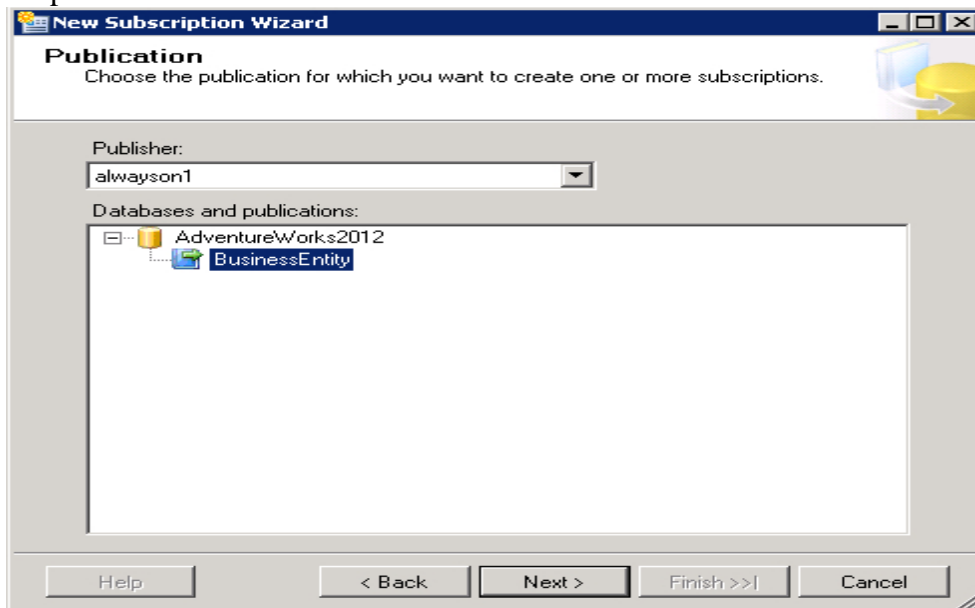 New Subscription Wizard
Publication
Choose the publication for which you want to create one or more subscriptions.
Publisher:
alwayson1
Databases and publications:
AdventureWorks2012
BusinessEntity
Help
< Back
Next >
Finish >>|
Cancel